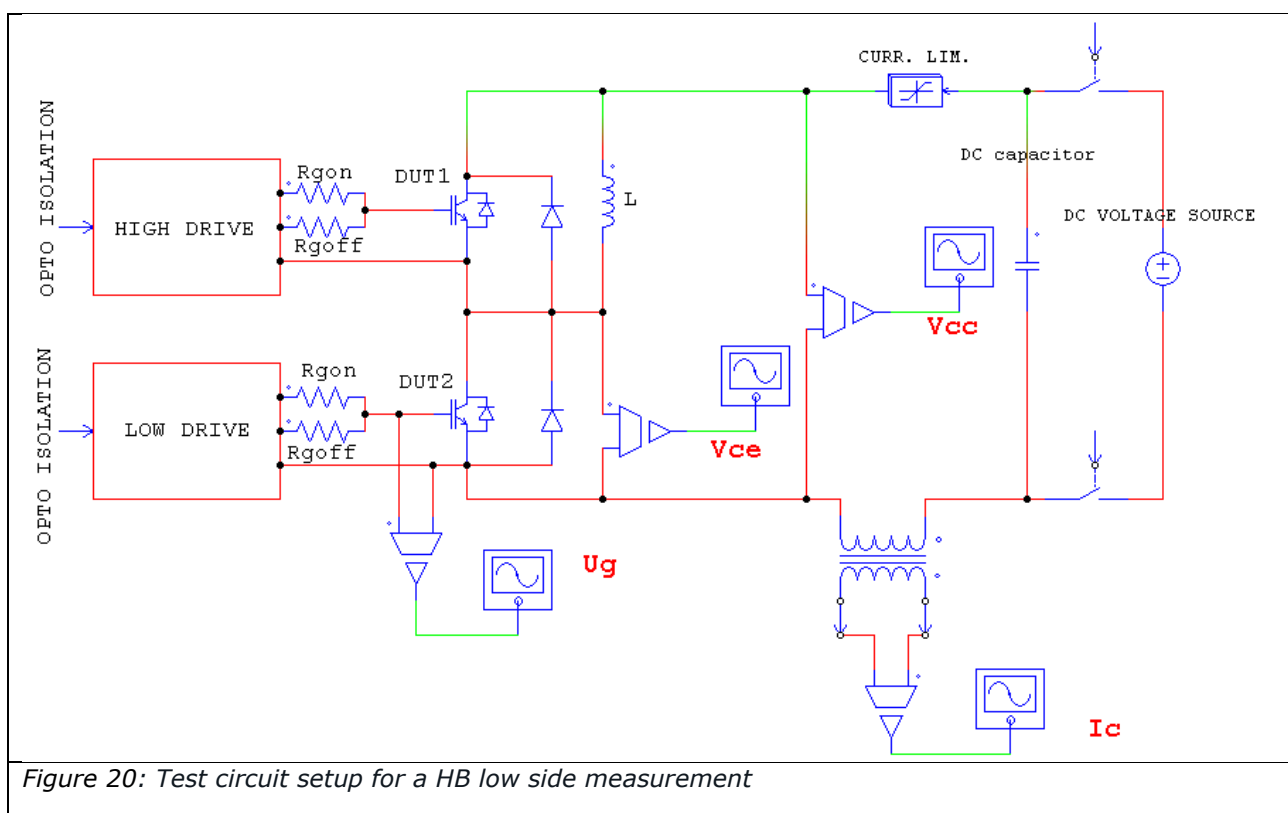 CURR. LIM.
OPTO ISOLATION
HIGH DRIVE
Rgon
Rgoff
DUT1
L
DC capacitor
DC VOLTAGE SOURCE
Vcc
OPTO ISOLATION
LOW DRIVE
Rgon
Rgoff
DUT2
Vce
Ug
Ic
Figure 20: Test circuit setup for a HB low side measurement